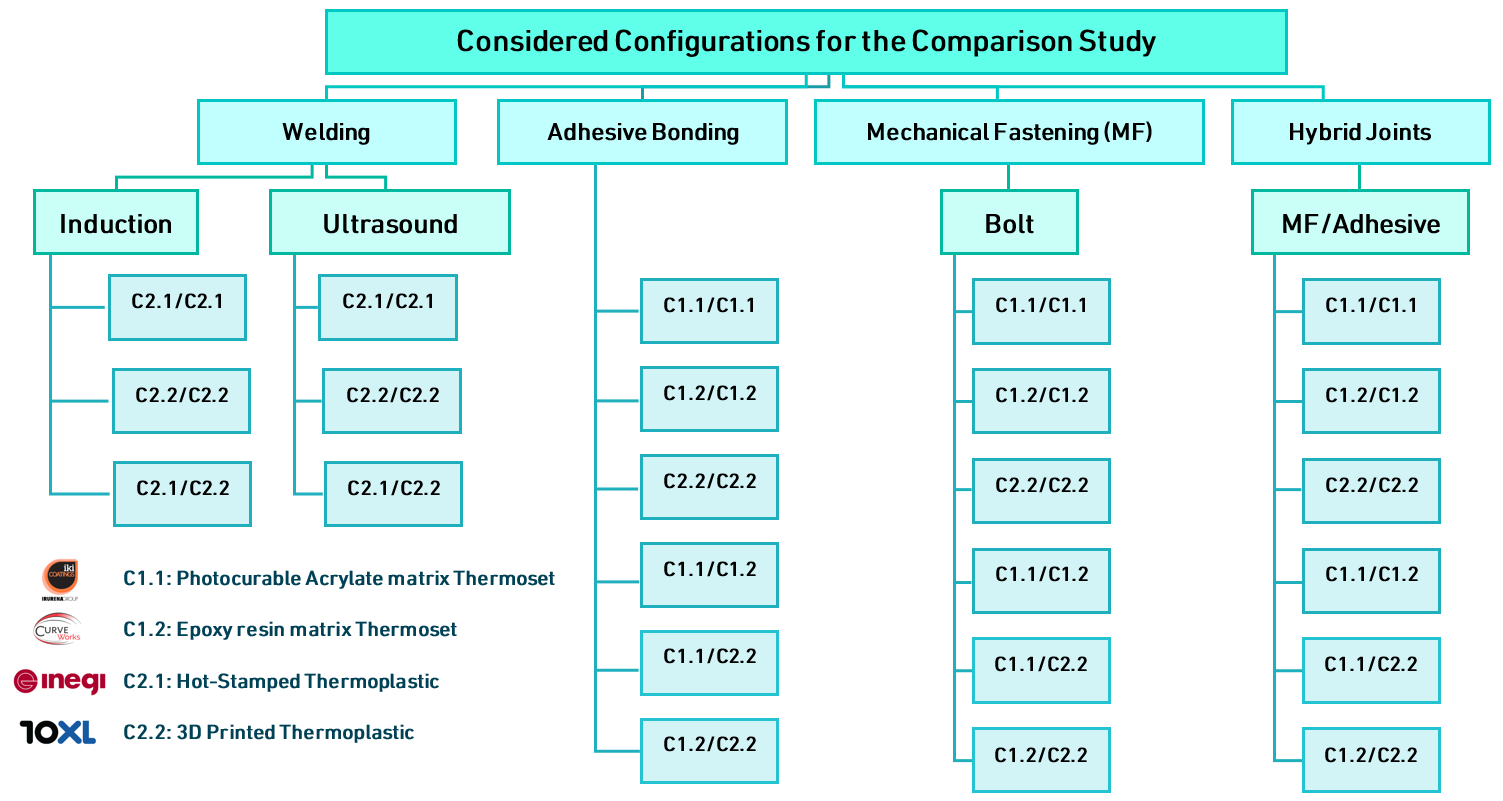 Considered Configurations for the Comparison Study
Welding
Adhesive Bonding
Mechanical Fastening (MF)
Hybrid Joints
Induction
Ultrasound
Bolt
MF/Adhesive
C2.1/C2.1
C2.2/C2.2
C2.1/C2.2
C2.1/C2.1
C2.2/C2.2
C2.1/C2.2
C1.1/C1.1
C1.2/C1.2
C2.2/C2.2
C1.1/C1.2
C1.1/C2.2
C1.2/C2.2
C1.1/C1.1
C1.2/C1.2
C2.2/C2.2
C1.1/C1.2
C1.1/C2.2
C1.2/C2.2
C1.1/C1.1
C1.2/C1.2
C2.2/C2.2
C1.1/C1.2
C1.1/C2.2
C1.2/C2.2
iki
COATINGS
IRURENAGROUP
C1.1: Photocurable Acrylate matrix Thermoset
CURVE
Works
C1.2: Epoxy resin matrix Thermoset
inegi
C2.1: Hot-Stamped Thermoplastic
10XL
C2.2: 3D Printed Thermoplastic